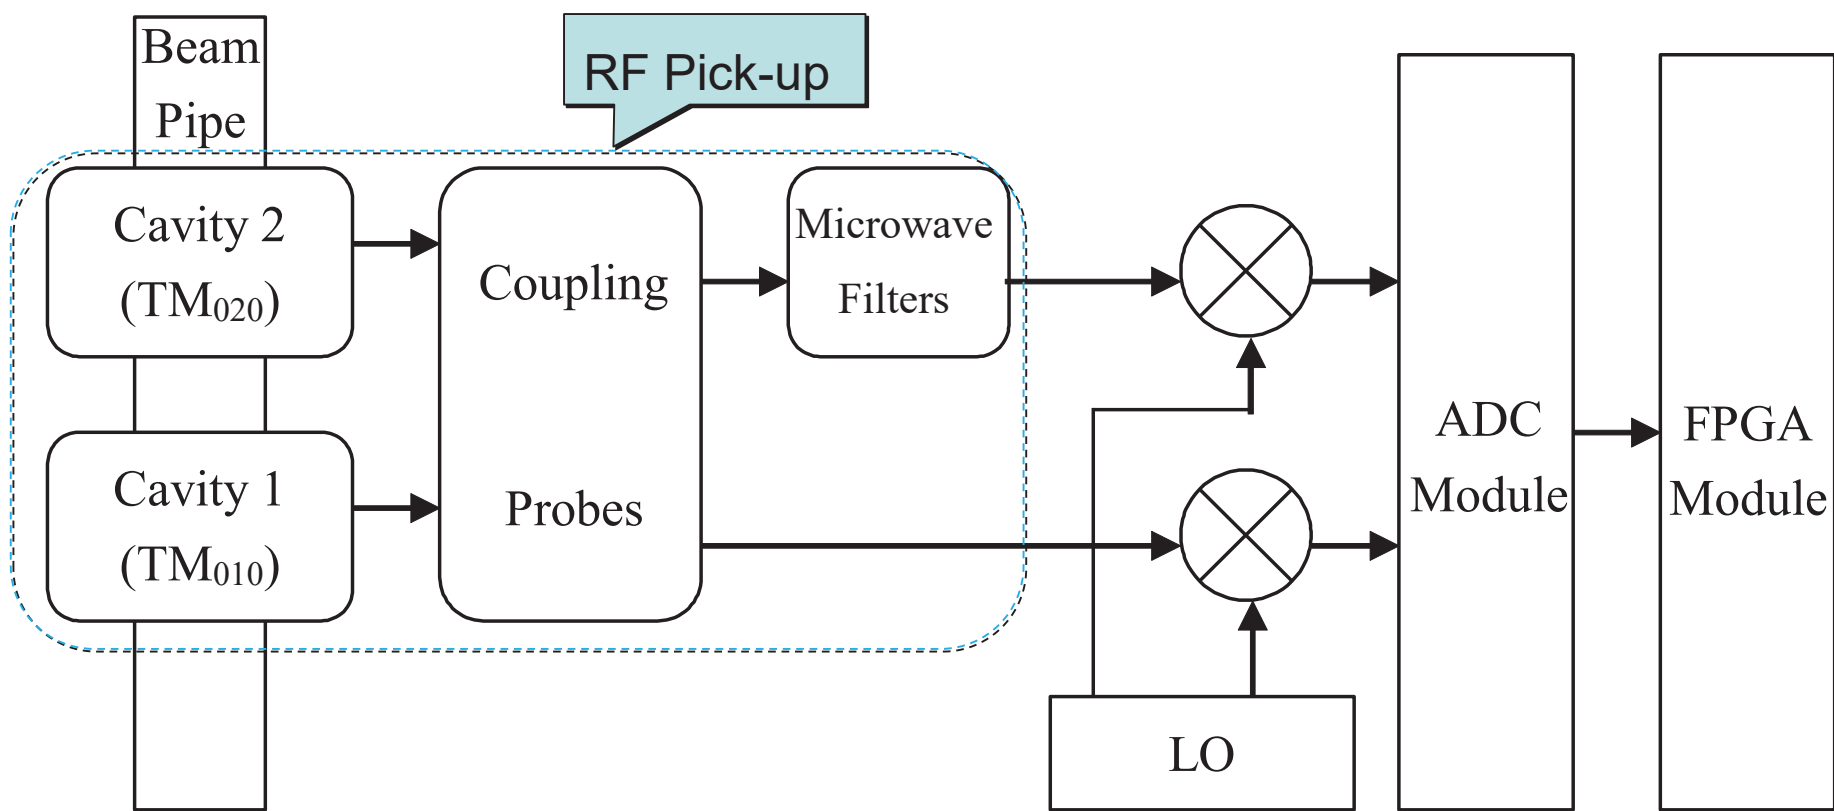 Beam
Pipe
RF Pick-up
Cavity 2
(TM₀₂₀)
Coupling
Probes
Microwave
Filters
Cavity 1
(TM₀₁₀)
LO
ADC
Module
FPGA
Module